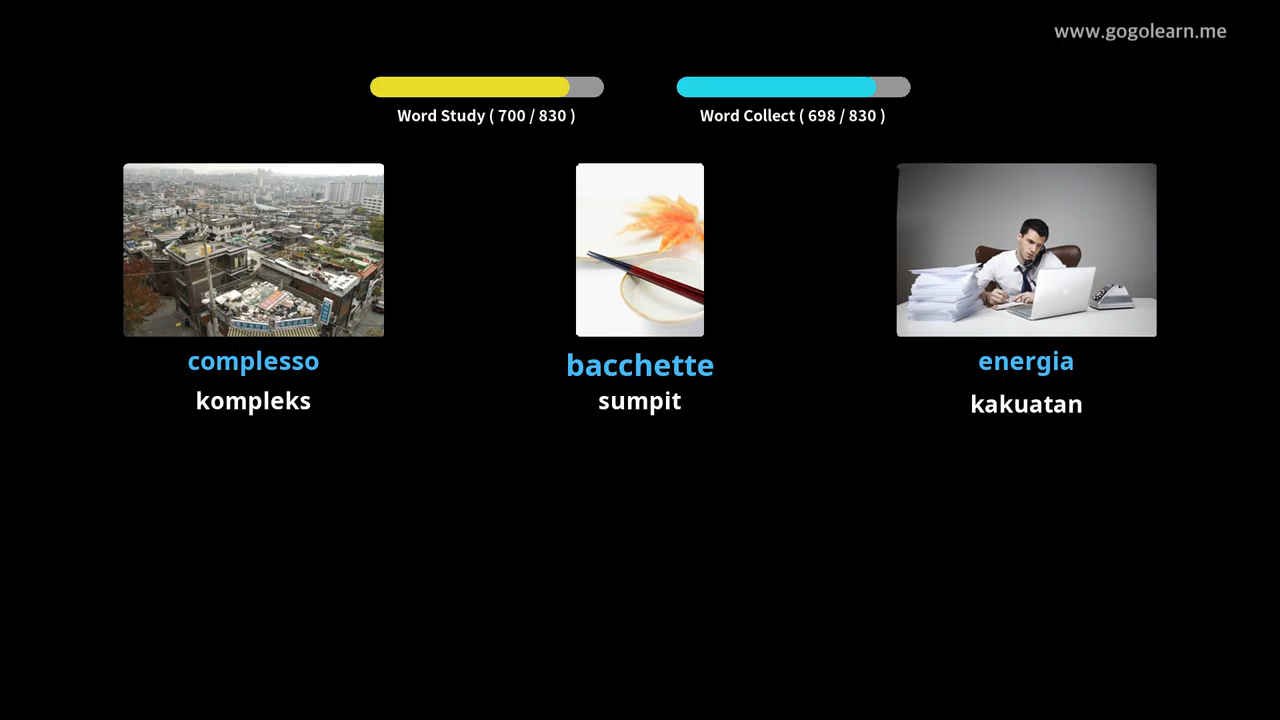 www.gogolearn.me
Word Study ( 700 / 830 )
Word Collect ( 698 / 830 )
complesso
kompleks
bacchette
sumpit
energia
kakuatan